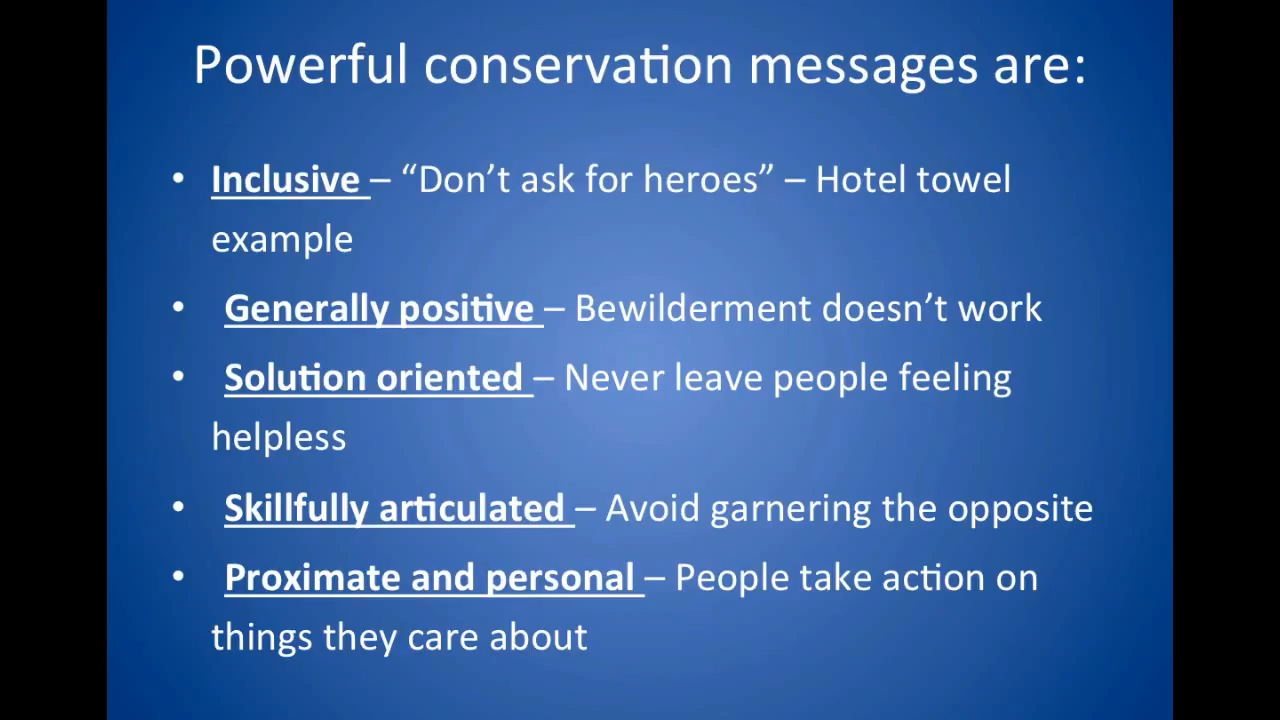 Powerful conservation messages are:
• Inclusive – “Don’t ask for heroes” – Hotel towel
example
• Generally positive – Bewilderment doesn’t work
• Solution oriented – Never leave people feeling
helpless
• Skillfully articulated – Avoid garnering the opposite
• Proximate and personal – People take action on
things they care about